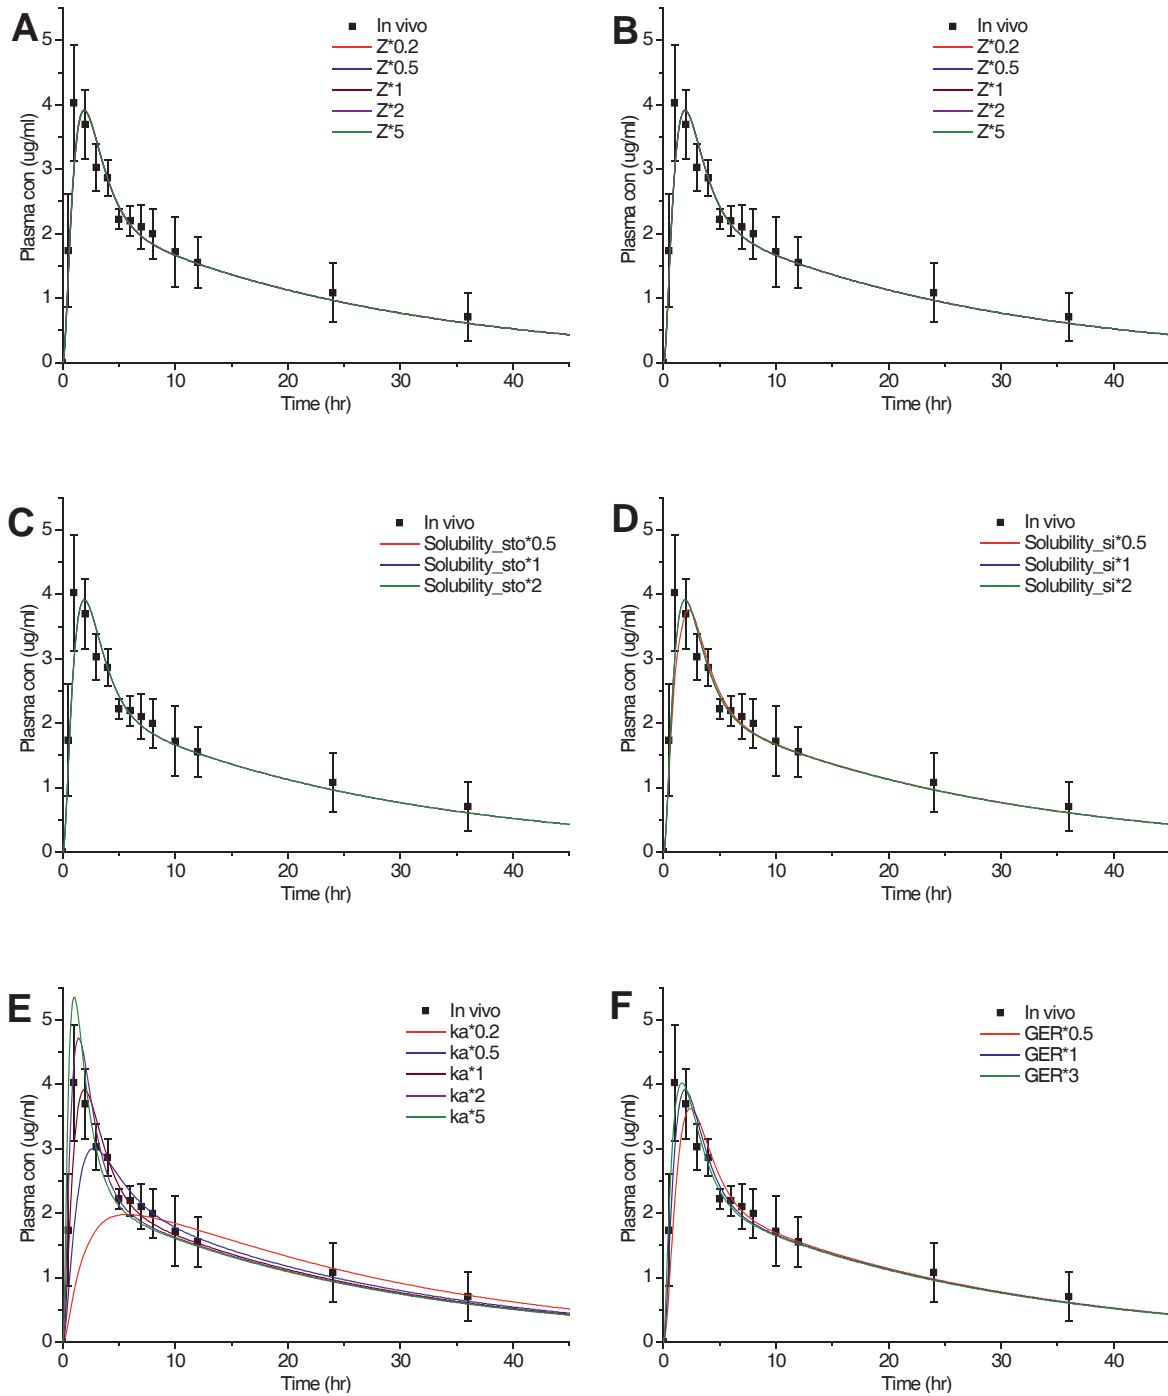 A
In vivo
Z*0.2
Z*0.5
Z*1
Z*2
Z*5
Plasma con (ug/ml)
5
4
3
2
1
0
0 10 20 30 40
Time (hr)
B
In vivo
Z*0.2
Z*0.5
Z*1
Z*2
Z*5
Plasma con (ug/ml)
5
4
3
2
1
0
0 10 20 30 40
Time (hr)
C
In vivo
Solubility_sto*0.5
Solubility_sto*1
Solubility_sto*2
Plasma con (ug/ml)
5
4
3
2
1
0
0 10 20 30 40
Time (hr)
D
In vivo
Solubility_si*0.5
Solubility_si*1
Solubility_si*2
Plasma con (ug/ml)
5
4
3
2
1
0
0 10 20 30 40
Time (hr)
E
In vivo
ka*0.2
ka*0.5
ka*1
ka*2
ka*5
Plasma con (ug/ml)
5
4
3
2
1
0
0 10 20 30 40
Time (hr)
F
In vivo
GER*0.5
GER*1
GER*3
Plasma con (ug/ml)
5
4
3
2
1
0
0 10 20 30 40
Time (hr)